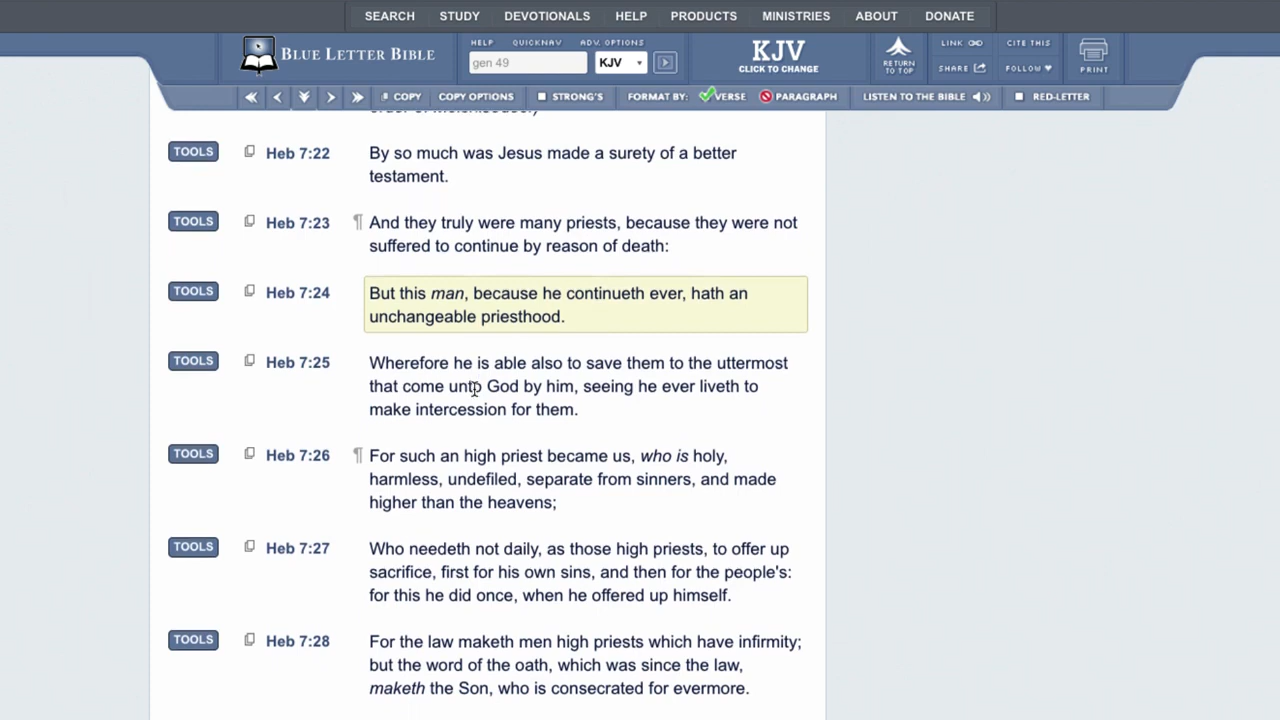 SEARCH STUDY DEVOTIONALS HELP PRODUCTS MINISTRIES ABOUT DONATE
BLUE LETTER BIBLE
HELP QUICKNAV ADV. OPTIONS
gen 49 KJV
KJV
CLICK TO CHANGE
RETURN
TO TOP
LINK CITE THIS
SHARE FOLLOW
PRINT
COPY COPY OPTIONS STRONG'S FORMAT BY: VERSE PARAGRAPH LISTEN TO THE BIBLE RED-LETTER
TOOLS Heb 7:22 By so much was Jesus made a surety of a better
testament.
TOOLS Heb 7:23 ¶ And they truly were many priests, because they were not
suffered to continue by reason of death:
TOOLS Heb 7:24 But this man, because he continueth ever, hath an
unchangeable priesthood.
TOOLS Heb 7:25 Wherefore he is able also to save them to the uttermost
that come unto God by him, seeing he ever liveth to
make intercession for them.
TOOLS Heb 7:26 ¶ For such an high priest became us, who is holy,
harmless, undefiled, separate from sinners, and made
higher than the heavens;
TOOLS Heb 7:27 Who needeth not daily, as those high priests, to offer up
sacrifice, first for his own sins, and then for the people's:
for this he did once, when he offered up himself.
TOOLS Heb 7:28 For the law maketh men high priests which have infirmity;
but the word of the oath, which was since the law,
maketh the Son, who is consecrated for evermore.